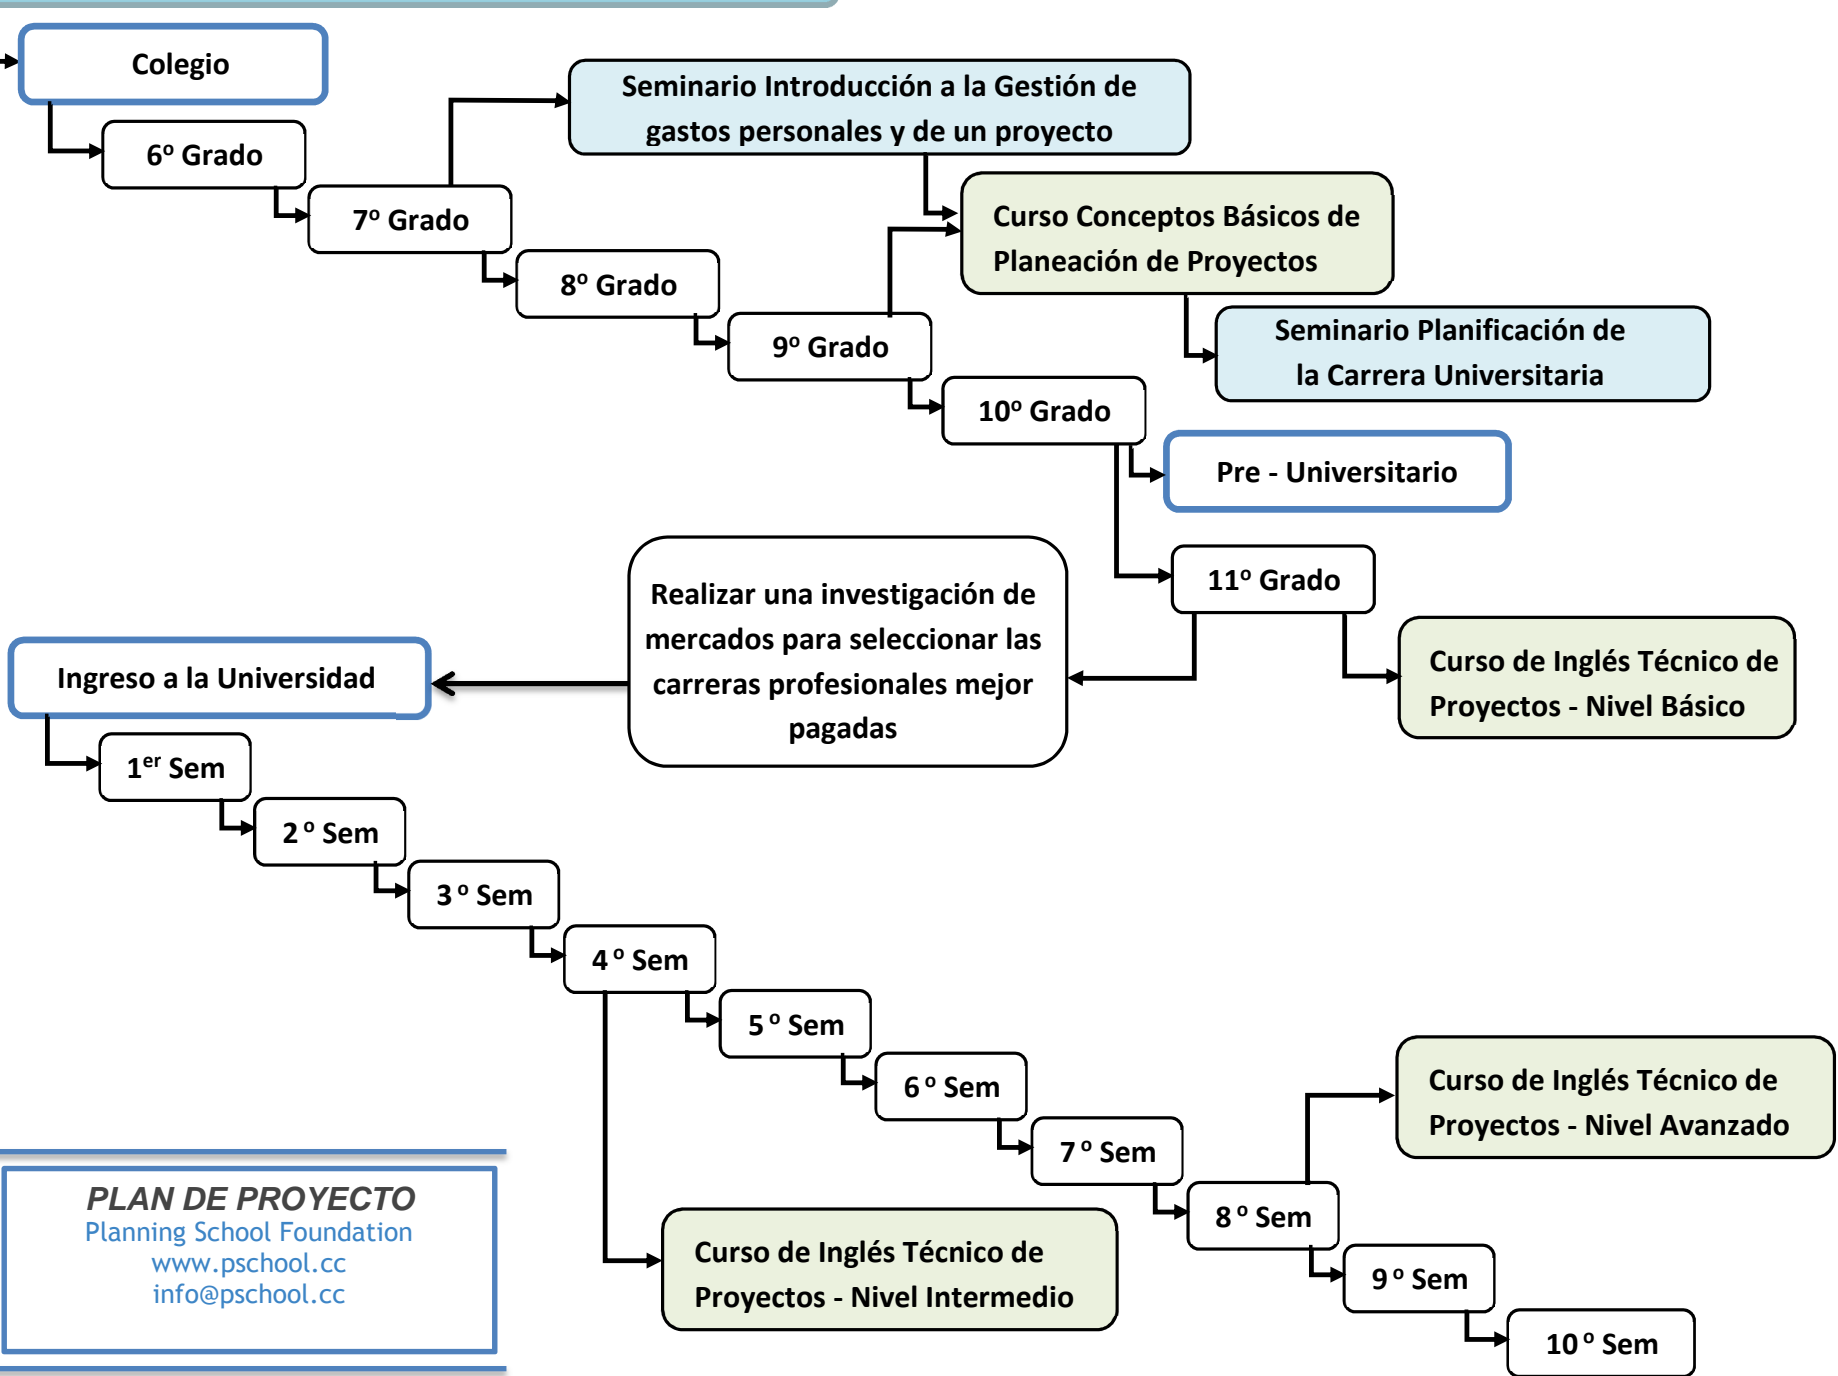 Colegio
Seminario Introducción a la Gestión de
gastos personales y de un proyecto
6º Grado
7º Grado
Curso Conceptos Básicos de
Planeación de Proyectos
8º Grado
9º Grado
Seminario Planificación de
la Carrera Universitaria
10º Grado
Pre - Universitario
11º Grado
Realizar una investigación de
mercados para seleccionar las
carreras profesionales mejor
pagadas
Curso de Inglés Técnico de
Proyectos - Nivel Básico
Ingreso a la Universidad
1er Sem
2 º Sem
3 º Sem
4 º Sem
5 º Sem
6 º Sem
7 º Sem
Curso de Inglés Técnico de
Proyectos - Nivel Avanzado
8 º Sem
Curso de Inglés Técnico de
Proyectos - Nivel Intermedio
9 º Sem
10 º Sem
PLAN DE PROYECTO
Planning School Foundation
www.pschool.cc
info@pschool.cc